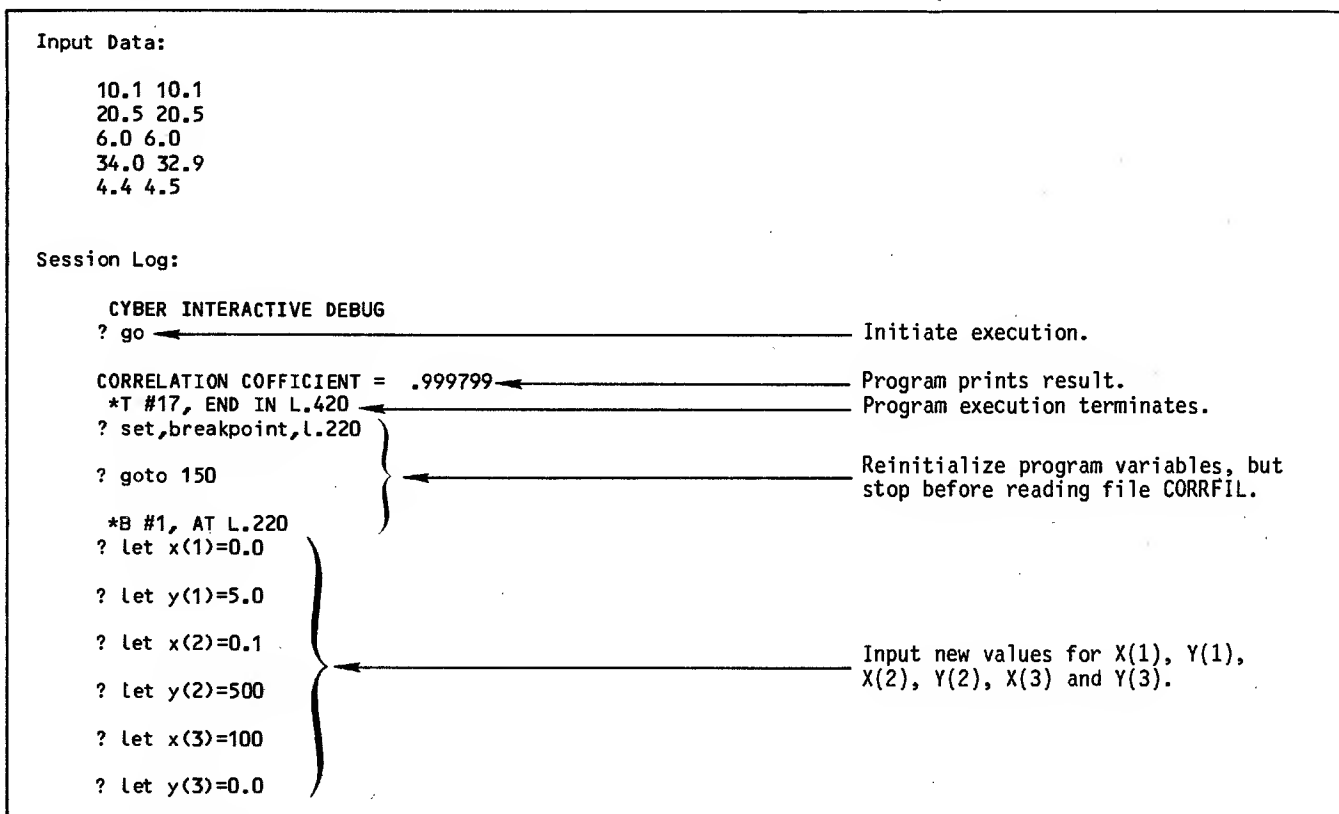 Input Data:
10.1 10.1
20.5 20.5
6.0 6.0
34.0 32.9
4.4 4.5
Session Log:
CYBER INTERACTIVE DEBUG
? go
Initiate execution.
CORRELATION COFFICIENT = .999799
Program prints result.
*T #17, END IN L.420
Program execution terminates.
? set,breakpoint,l.220
? goto 150
Reinitialize program variables, but
stop before reading file CORRFIL.
*B #1, AT L.220
? let x(1)=0.0
? let y(1)=5.0
? let x(2)=0.1
? let y(2)=500
Input new values for X(1), Y(1),
X(2), Y(2), X(3) and Y(3).
? let x(3)=100
? let y(3)=0.0